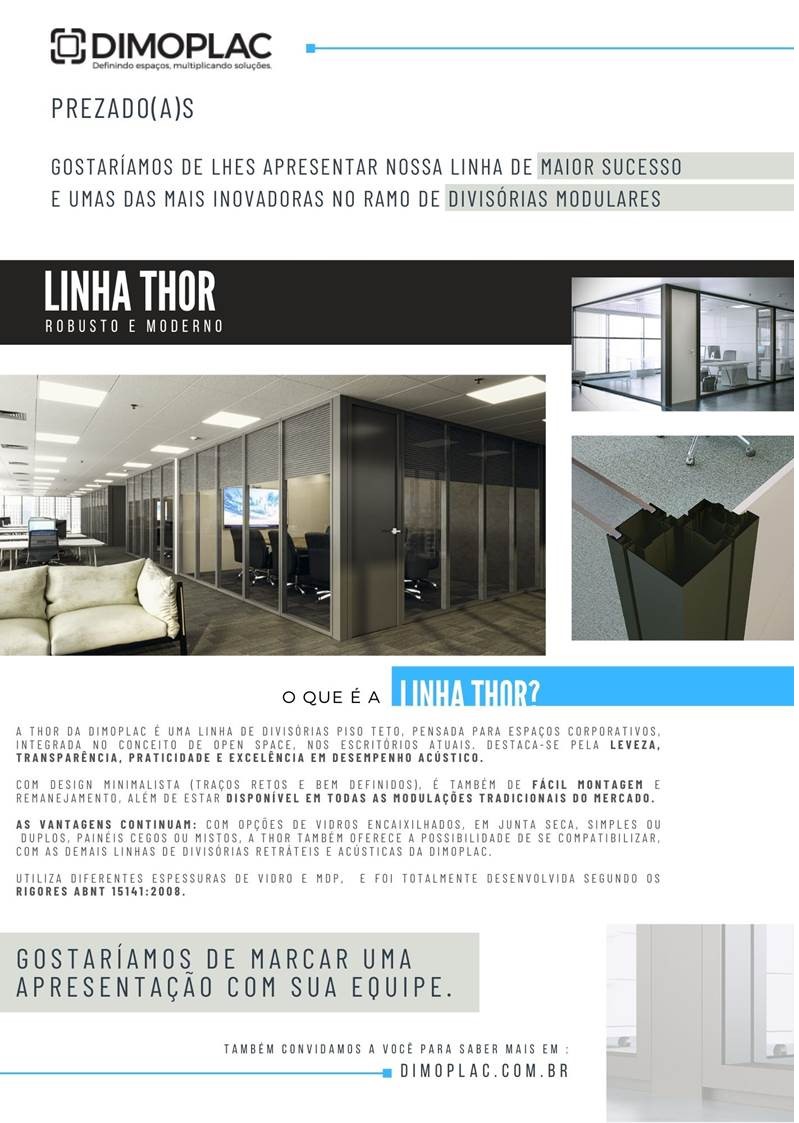 DIMOPLAC
Definindo espaços, multiplicando soluções.
PREZADO(A)S
GOSTARÍAMOS DE LHES APRESENTAR NOSSA LINHA DE MAIOR SUCESSO
E UMAS DAS MAIS INOVADORAS NO RAMO DE DIVISÓRIAS MODULARES
LINHA THOR
ROBUSTO E MODERNO
O QUE É A LINHA THOR?
A THOR DA DIMOPLAC É UMA LINHA DE DIVISÓRIAS PISO TETO, PENSADA PARA ESPAÇOS CORPORATIVOS,
INTEGRADA NO CONCEITO DE OPEN SPACE, NOS ESCRITÓRIOS ATUAIS. DESTACA-SE PELA LEVEZA,
TRANSPARÊNCIA, PRATICIDADE E EXCELÊNCIA EM DESEMPENHO ACÚSTICO.
COM DESIGN MINIMALISTA (TRAÇOS RETOS E BEM DEFINIDOS), É TAMBÉM DE FÁCIL MONTAGEM E
REMANEJAMENTO, ALÉM DE ESTAR DISPONÍVEL EM TODAS AS MODULAÇÕES TRADICIONAIS DO MERCADO.
AS VANTAGENS CONTINUAM: COM OPÇÕES DE VIDROS ENCAIXILHADOS, EM JUNTA SECA, SIMPLES OU
DUPLOS, PAINÉIS CEGOS OU MISTOS, A THOR TAMBÉM OFERECE A POSSIBILIDADE DE SE COMPATIBILIZAR,
COM AS DEMAIS LINHAS DE DIVISÓRIAS RETRÁTEIS E ACÚSTICAS DA DIMOPLAC.
UTILIZA DIFERENTES ESPESSURAS DE VIDRO E MDP, E FOI TOTALMENTE DESENVOLVIDA SEGUNDO OS
RIGORES ABNT 15141:2008.
GOSTARÍAMOS DE MARCAR UMA
APRESENTAÇÃO COM SUA EQUIPE.
TAMBÉM CONVIDAMOS A VOCÊ PARA SABER MAIS EM :
DIMOPLAC.COM.BR